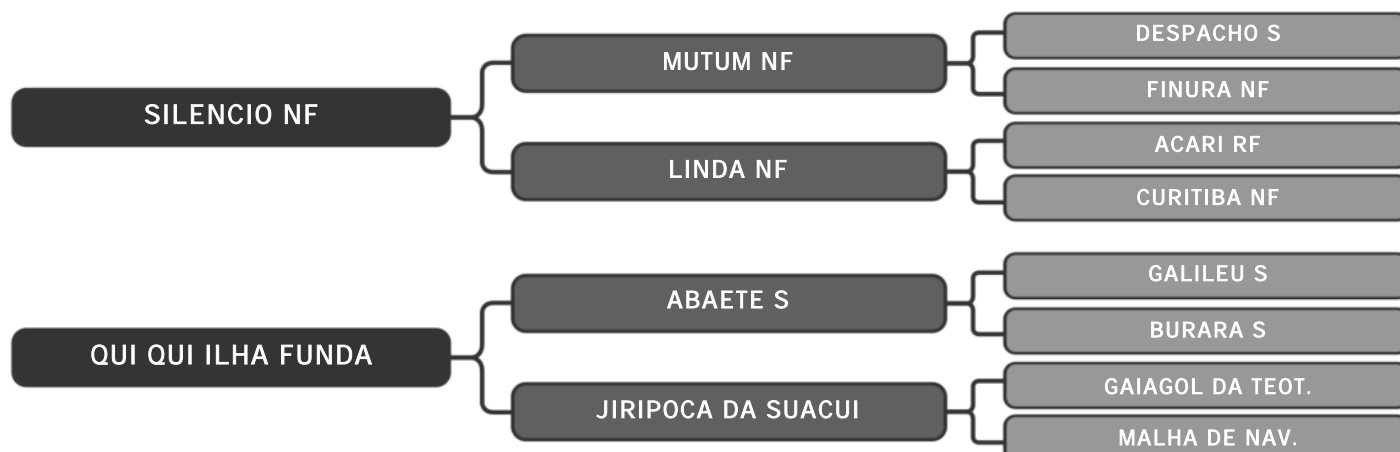 SILENCIO NF
MUTUM NF
DESPACHO S
FINURA NF
LINDA NF
ACARI RF
CURITIBA NF
QUI QUI ILHA FUNDA
ABAETE S
GALILEU S
BURARA S
JIRIPOCA DA SUACUI
GAIAGOL DA TEOT.
MALHA DE NAV.